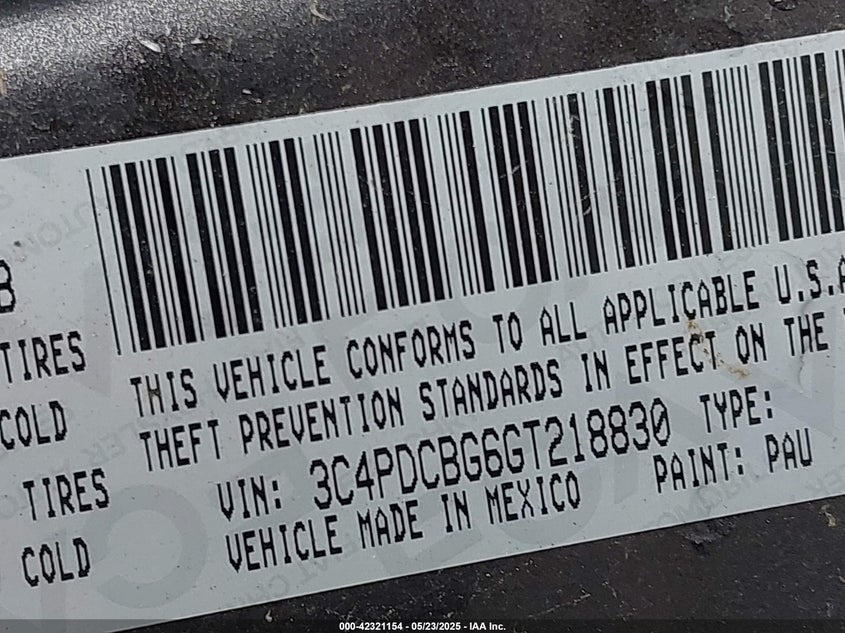 B
TIRES
COLD
TIRES
COLD
THIS VEHICLE CONFORMS TO ALL APPLICABLE U.S.A
THEFT PREVENTION STANDARDS IN EFFECT ON THE
VIN: 3C4PDCBG6GT218830 TYPE:
VEHICLE MADE IN MEXICO PAINT: PAU
000-42321154 - 05/23/2025 - IAA Inc.